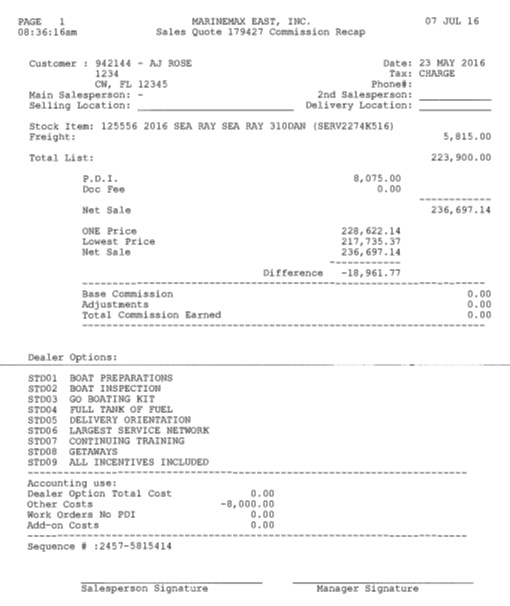 PAGE 1 MARINEMAX EAST, INC. 07 JUL 16
08:36:16am Sales Quote 179427 Commission Recap
Customer : 942144 - AJ ROSE Date: 23 MAY 2016
1234 Tax: CHARGE
CW, FL 12345 Phone#:
Main Salesperson: - 2nd Salesperson:
Selling Location: Delivery Location:
Stock Item: 125556 2016 SEA RAY SEA RAY 310DAN (SERV2274K516)
Freight: 5,815.00
Total List: 223,900.00
P.D.I. 8,075.00
Doc Fee 0.00
Net Sale 236,697.14
ONE Price 228,622.14
Lowest Price 217,735.37
Net Sale 236,697.14
Difference -18,961.77
Base Commission 0.00
Adjustments 0.00
Total Commission Earned 0.00
Dealer Options:
STD01 BOAT PREPARATIONS
STD02 BOAT INSPECTION
STD03 GO BOATING KIT
STD04 FULL TANK OF FUEL
STD05 DELIVERY ORIENTATION
STD06 LARGEST SERVICE NETWORK
STD07 CONTINUING TRAINING
STD08 GETAWAYS
STD09 ALL INCENTIVES INCLUDED
Accounting use:
Dealer Option Total Cost 0.00
Other Costs -8,000.00
Work Orders No PDI 0.00
Add-on Costs 0.00
Sequence # :2457-5815414
Salesperson Signature Manager Signature